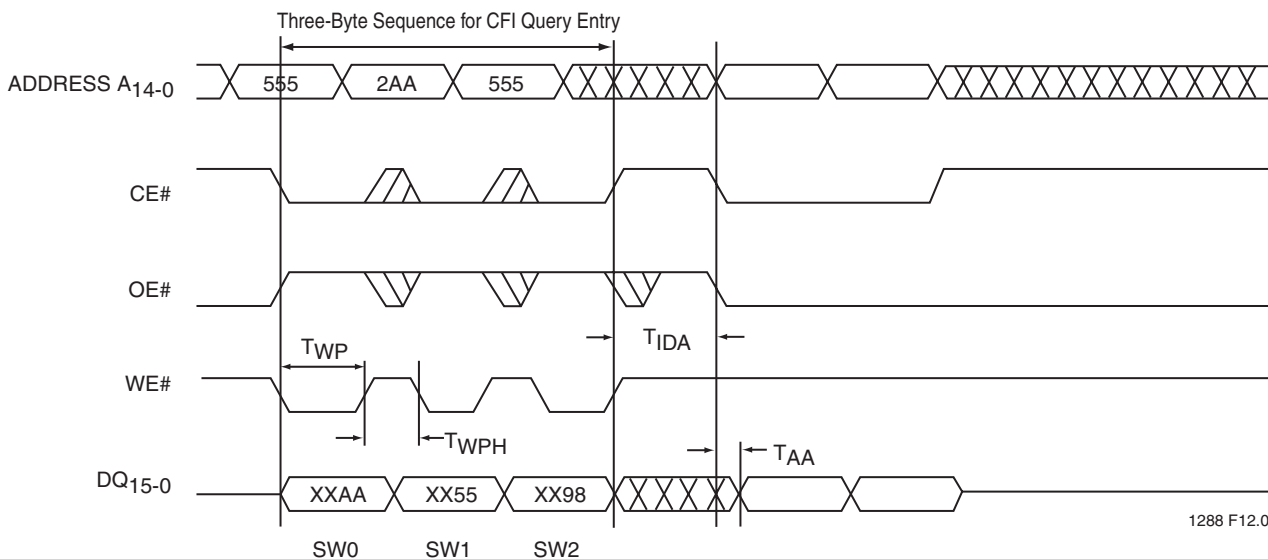 Three-Byte Sequence for CFI Query Entry
ADDRESS A14-0
555
2AA
555
CE#
OE#
TIDA
TWP
WE#
TWPH
TAA
DQ15-0
XXAA
XX55
XX98
1288 F12.0
SW0
SW1
SW2